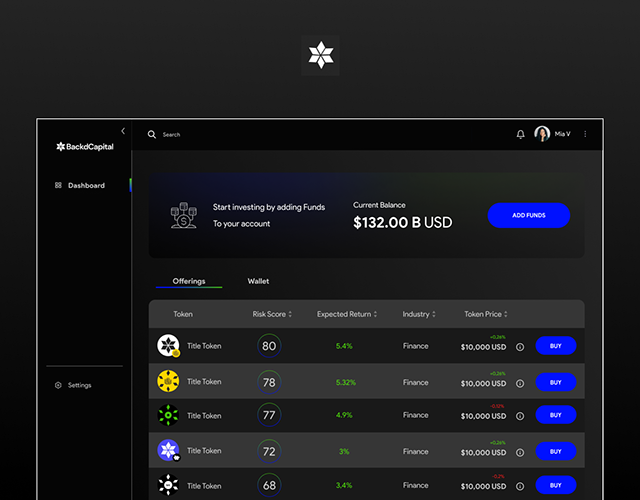 BackdCapital
Search
Mia V
Dashboard
Settings
Start investing by adding Funds
To your account
Current Balance
$132.00 B USD
ADD FUNDS
Offerings Wallet
Token Risk Score Expected Return Industry Token Price
Title Token 80 5.4% Finance +0,26% $10,000 USD BUY
Title Token 78 5.32% Finance +0,26% $10,000 USD BUY
Title Token 77 4.9% Finance -0,12% $10,000 USD BUY
Title Token 72 3% Finance +0,26% $10,000 USD BUY
Title Token 68 3.4% Finance -0,2% $10,000 USD BUY